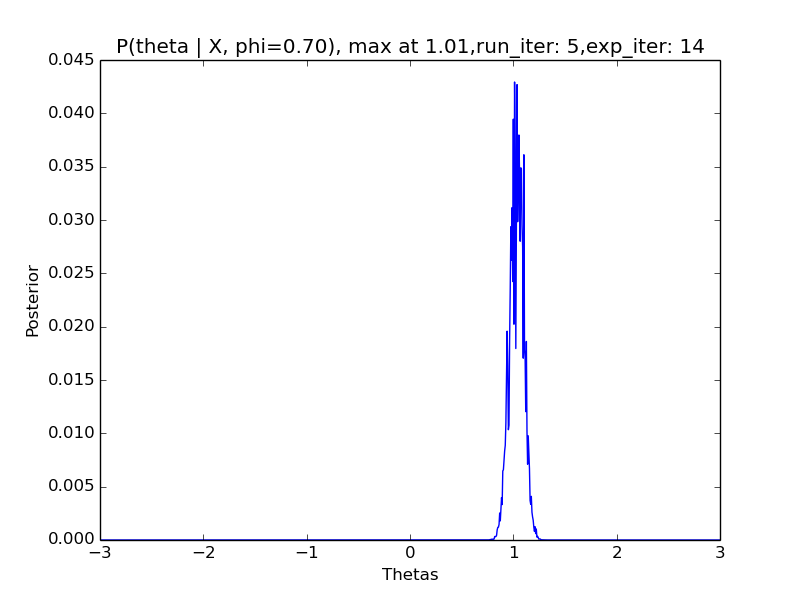 P(theta | X, phi=0.70), max at 1.01,run_iter: 5,exp_iter: 14
0.045
0.040
0.035
0.030
0.025
0.020
0.015
0.010
0.005
0.000
Posterior
−3 −2 −1 0 1 2 3
Thetas